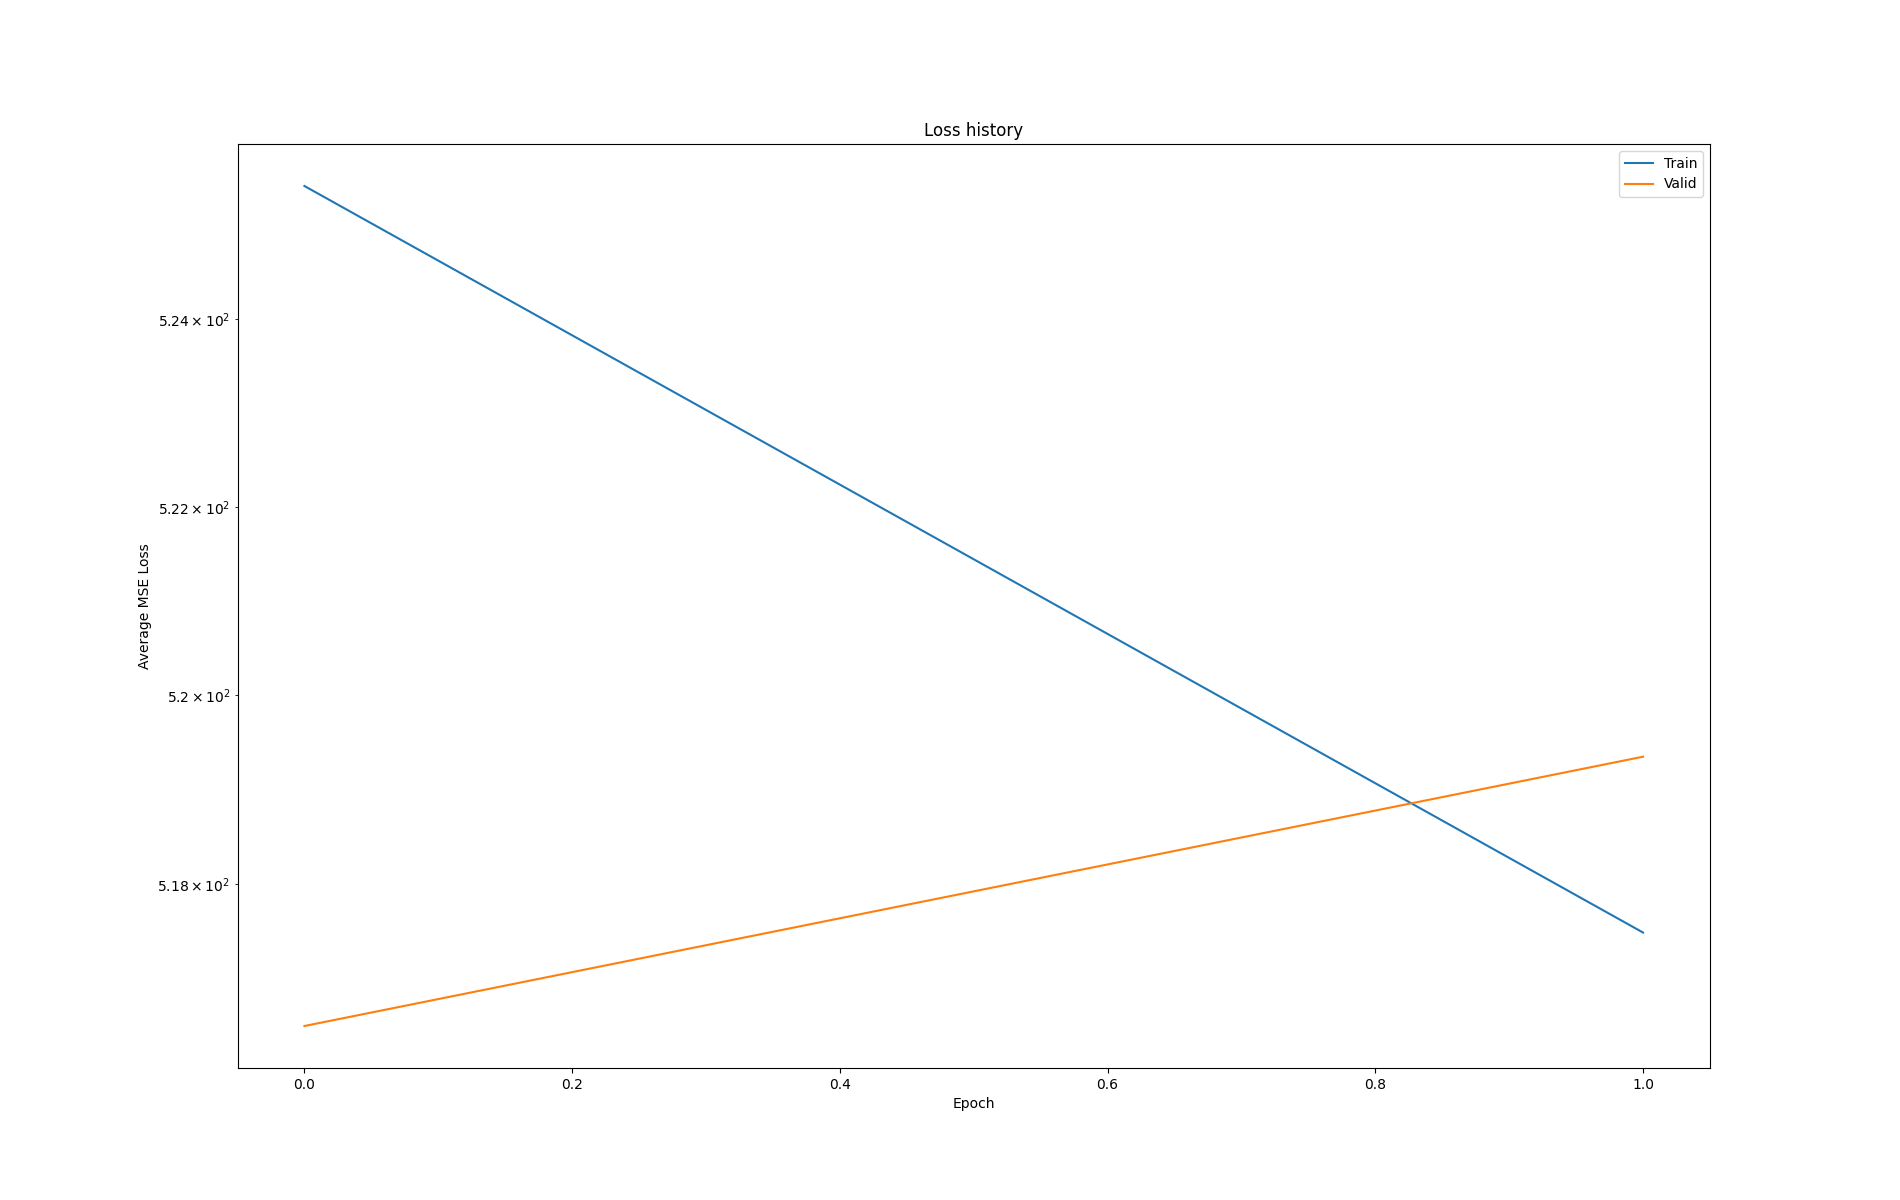 Loss history
Train
Valid
5.24 × 10²
5.22 × 10²
5.2 × 10²
5.18 × 10²
Average MSE Loss
0.0 0.2 0.4 0.6 0.8 1.0
Epoch